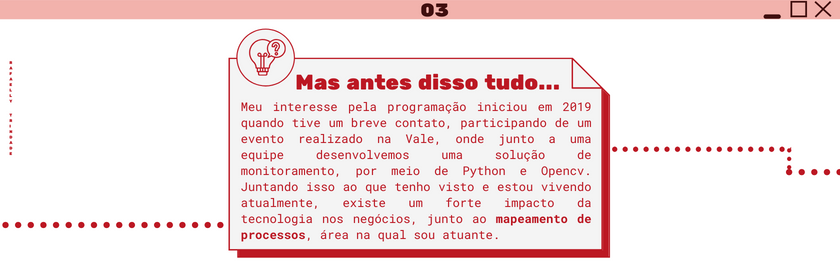 03
Mas antes disso tudo...
Meu interesse pela programação iniciou em 2019
quando tive um breve contato, participando de um
evento realizado na Vale, onde junto a uma
equipe desenvolvemos uma solução de
monitoramento, por meio de Python e Opencv.
Juntando isso ao que tenho visto e estou vivendo
atualmente, existe um forte impacto da
tecnologia nos negócios, junto ao mapeamento de
processos, área na qual sou atuante.